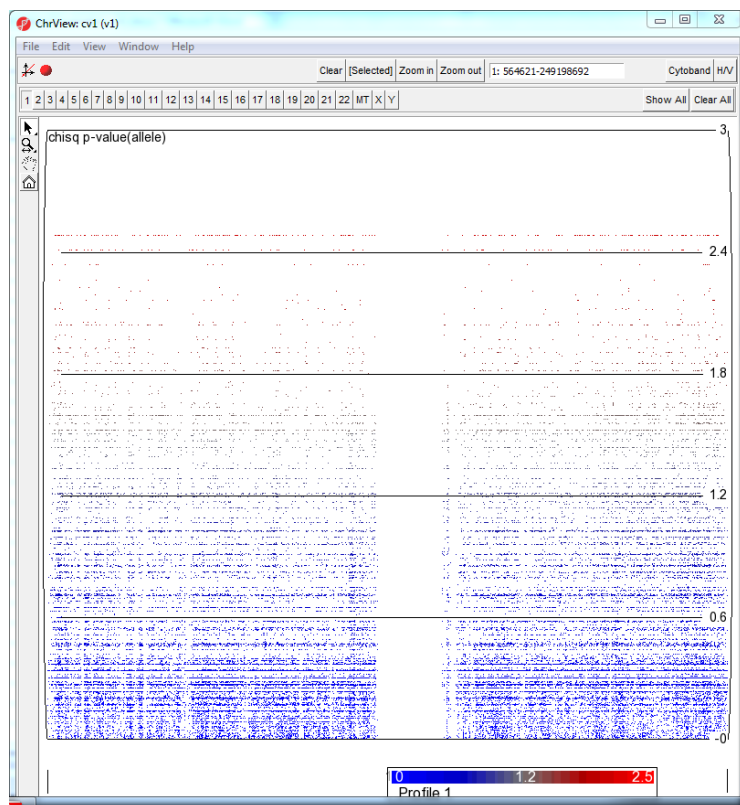 ChrView: cv1 (v1)
File Edit View Window Help
Clear [Selected] Zoom in Zoom out 1: 564621-249198692 Cytoband H/V
1 2 3 4 5 6 7 8 9 10 11 12 13 14 15 16 17 18 19 20 21 22 MT X Y Show All Clear All
chisq p-value(allele)
3
2.4
1.8
1.2
0.6
-0
0 1.2 2.5
Profile 1